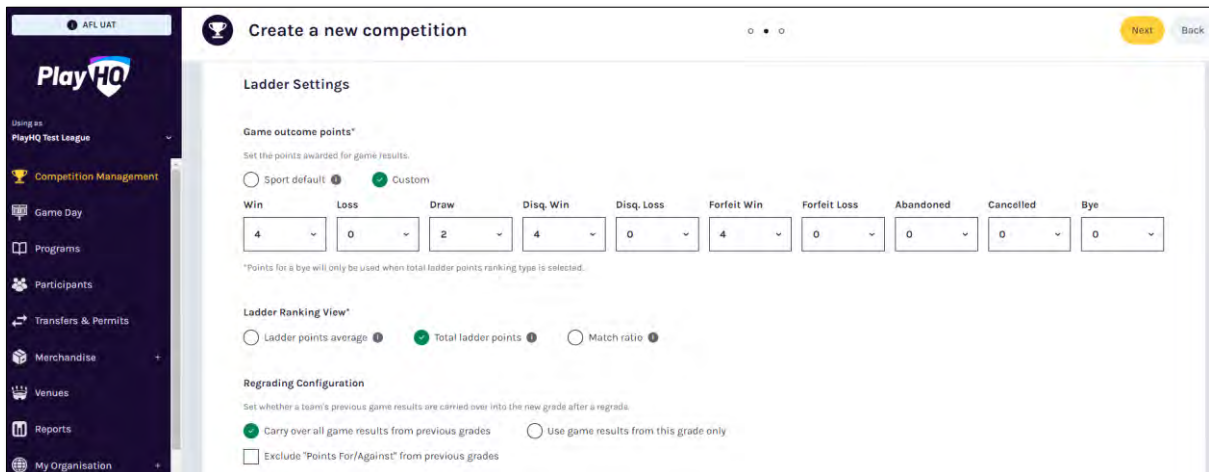 AFL UAT
PlayHQ
Using as
PlayHQ Test League
Competition Management
Game Day
Programs
Participants
Transfers & Permits
Merchandise +
Venues
Reports
My Organisation +
Create a new competition
Next Back
Ladder Settings
Game outcome points*
Set the points awarded for game results.
Sport default Custom
Win Loss Draw Disq. Win Disq. Loss Forfeit Win Forfeit Loss Abandoned Cancelled Bye
4 0 2 4 0 4 0 0 0 0
*Points for a bye will only be used when total ladder points ranking type is selected.
Ladder Ranking View*
Ladder points average Total ladder points Match ratio
Regrading Configuration
Set whether a team's previous game results are carried over into the new grade after a regrade.
Carry over all game results from previous grades Use game results from this grade only
Exclude "Points For/Against" from previous grades